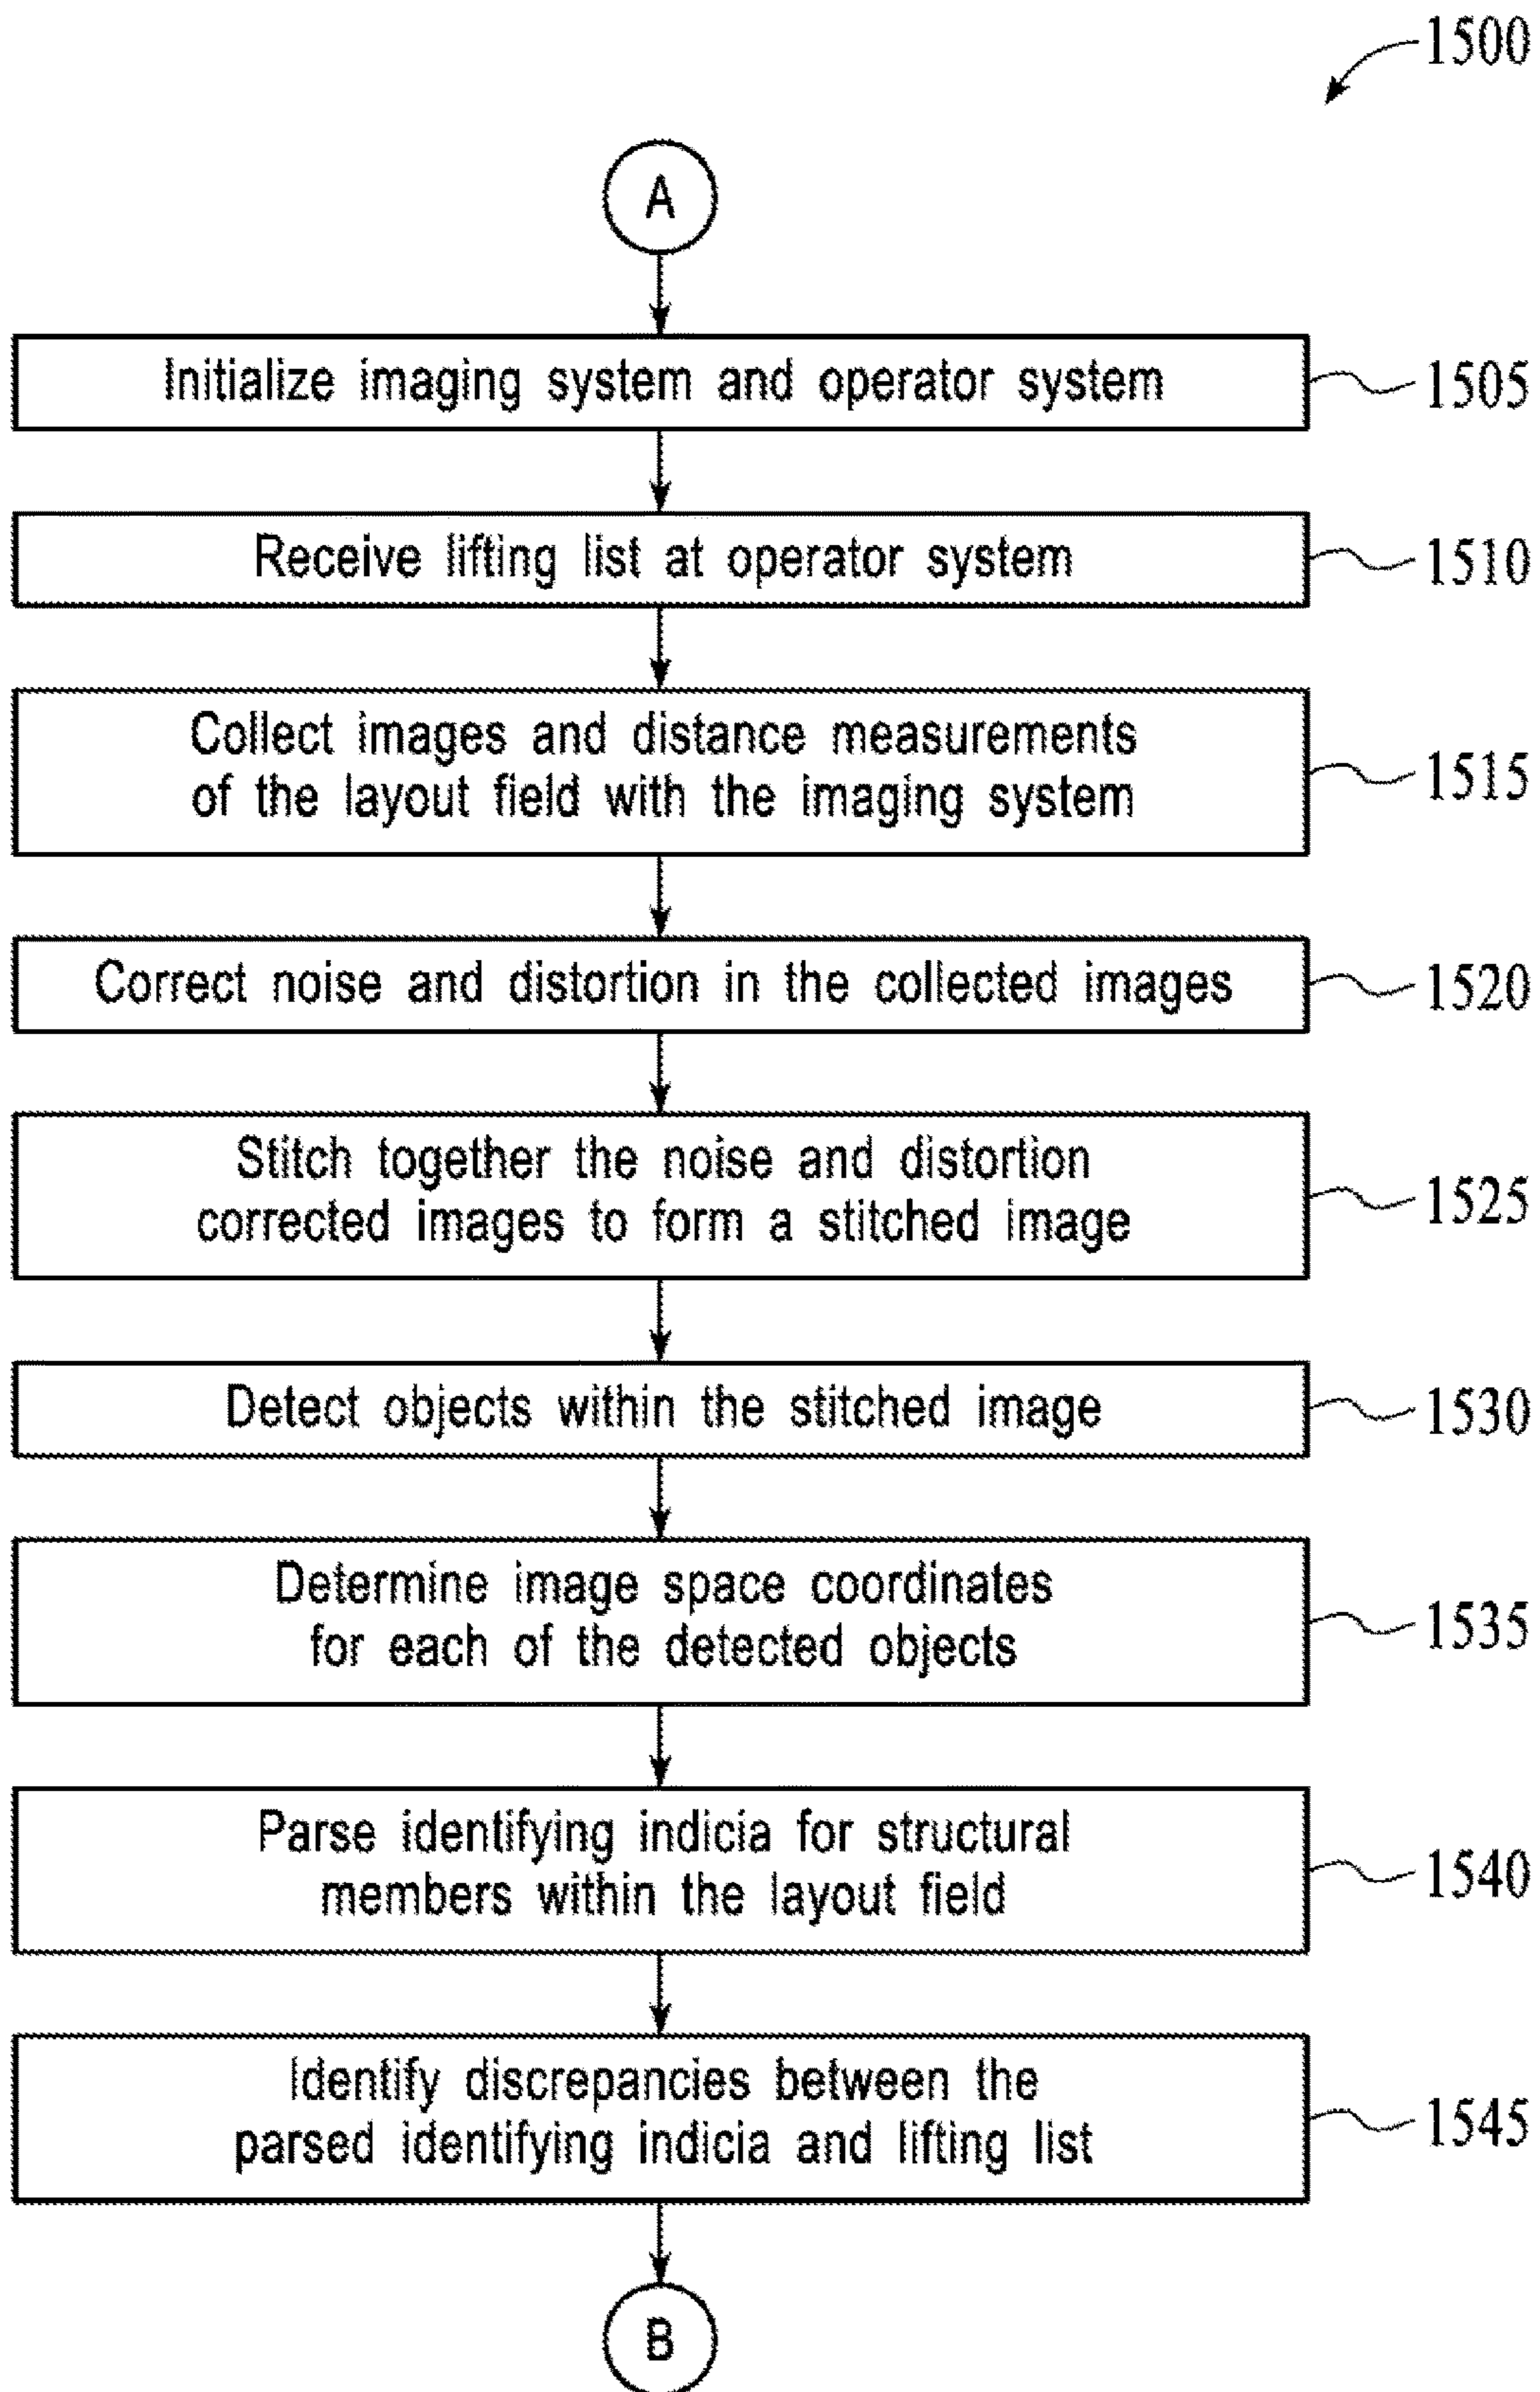 1500
A
Initialize imaging system and operator system
1505
Receive lifting list at operator system
1510
Collect images and distance measurements
of the layout field with the imaging system
1515
Correct noise and distortion in the collected images
1520
Stitch together the noise and distortion
corrected images to form a stitched image
1525
Detect objects within the stitched image
1530
Determine image space coordinates
for each of the detected objects
1535
Parse identifying indicia for structural
members within the layout field
1540
Identify discrepancies between the
parsed identifying indicia and lifting list
1545
B